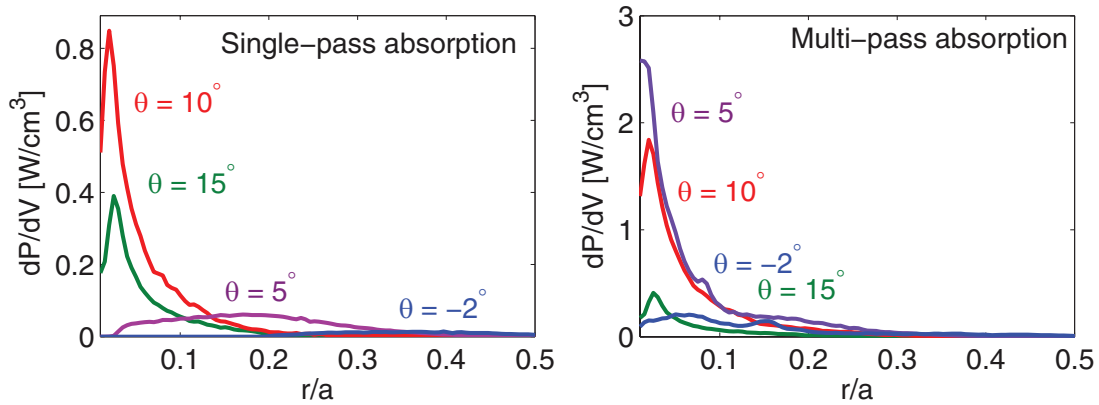 Single-pass absorption
dP/dV [W/cm³]
0.8
0.6
0.4
0.2
0
θ = 10°
θ = 15°
θ = 5°
θ = -2°
0.1 0.2 0.3 0.4 0.5
r/a
Multi-pass absorption
dP/dV [W/cm³]
3
2
1
0
θ = 5°
θ = 10°
θ = -2°
θ = 15°
0.1 0.2 0.3 0.4 0.5
r/a